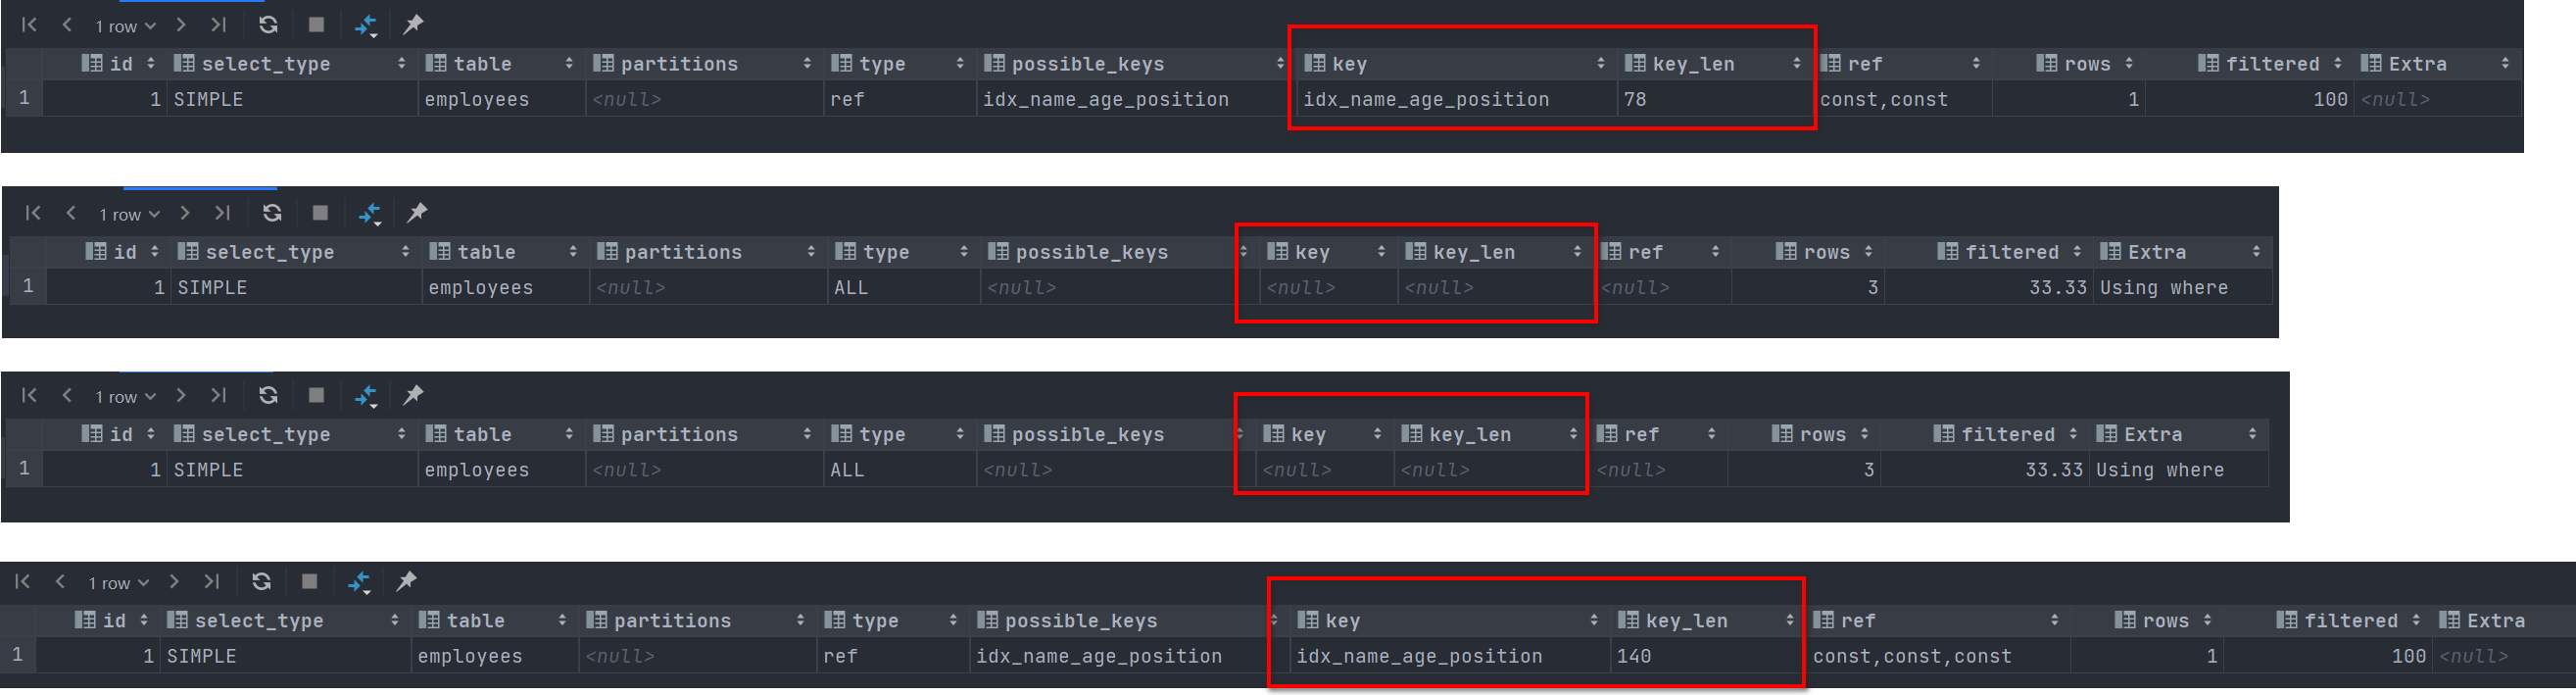 1 row
id select_type table partitions type possible_keys key key_len ref rows filtered Extra
1 1 SIMPLE employees <null> ref idx_name_age_position idx_name_age_position 78 const,const 1 100 <null>
1 row
id select_type table partitions type possible_keys key key_len ref rows filtered Extra
1 1 SIMPLE employees <null> ALL <null> <null> <null> <null> 3 33.33 Using where
1 row
id select_type table partitions type possible_keys key key_len ref rows filtered Extra
1 1 SIMPLE employees <null> ALL <null> <null> <null> <null> 3 33.33 Using where
1 row
id select_type table partitions type possible_keys key key_len ref rows filtered Extra
1 1 SIMPLE employees <null> ref idx_name_age_position idx_name_age_position 140 const,const,const 1 100 <null>